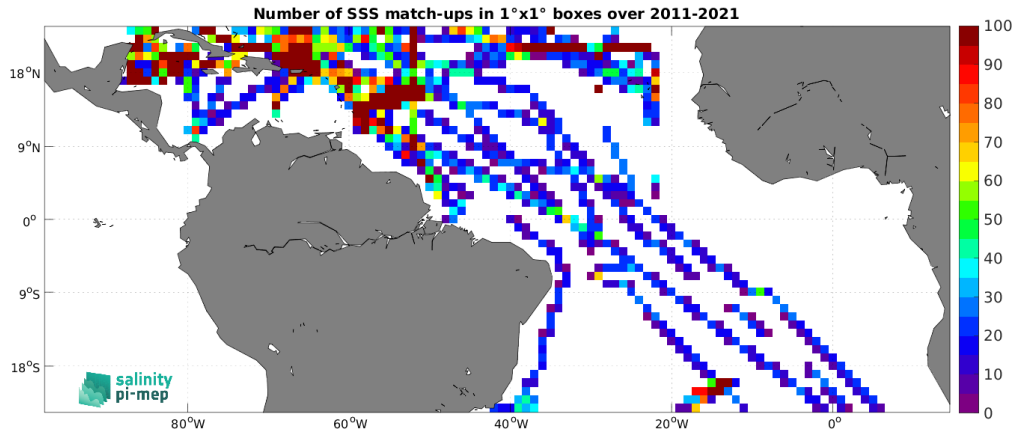 Number of SSS match-ups in 1°x1° boxes over 2011-2021
100
90
80
70
60
50
40
30
20
10
0
18°N
9°N
0°
9°S
18°S
80°W
60°W
40°W
20°W
0°
salinity
pi-mep